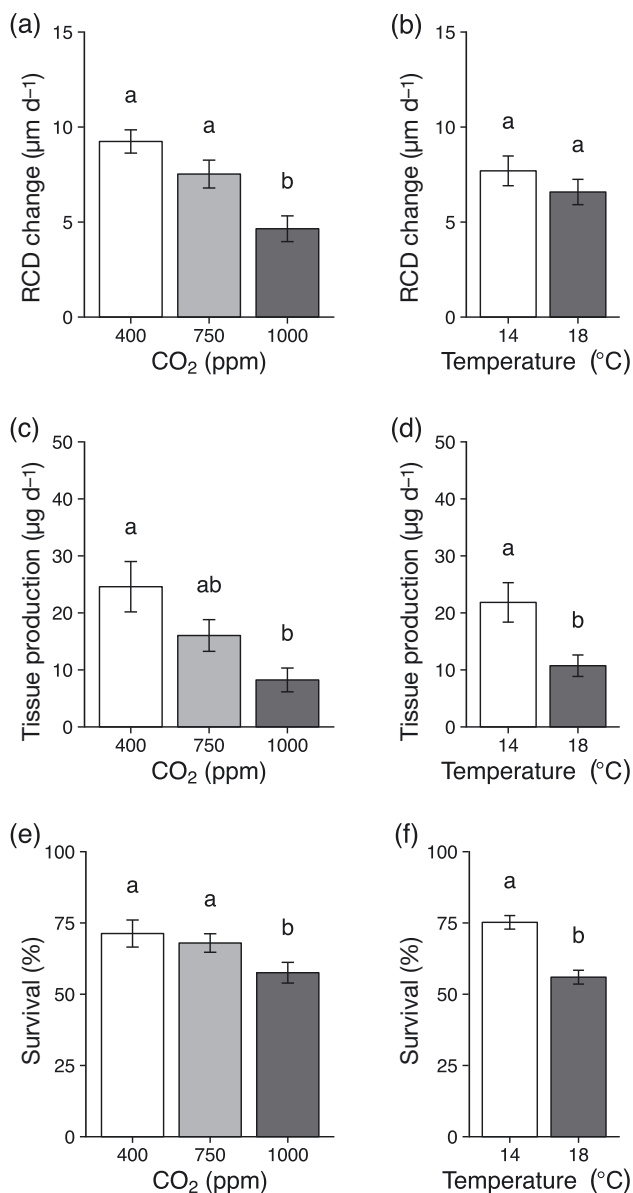 (a)
15
10
5
0
RCD change (µm d⁻¹)
a
a
b
400
750
1000
CO₂ (ppm)
(b)
15
10
5
0
RCD change (µm d⁻¹)
a
a
14
18
Temperature (°C)
(c)
50
40
30
20
10
0
Tissue production (µg d⁻¹)
a
ab
b
400
750
1000
CO₂ (ppm)
(d)
50
40
30
20
10
0
Tissue production (µg d⁻¹)
a
b
14
18
Temperature (°C)
(e)
100
75
50
25
0
Survival (%)
a
a
b
400
750
1000
CO₂ (ppm)
(f)
100
75
50
25
0
Survival (%)
a
b
14
18
Temperature (°C)